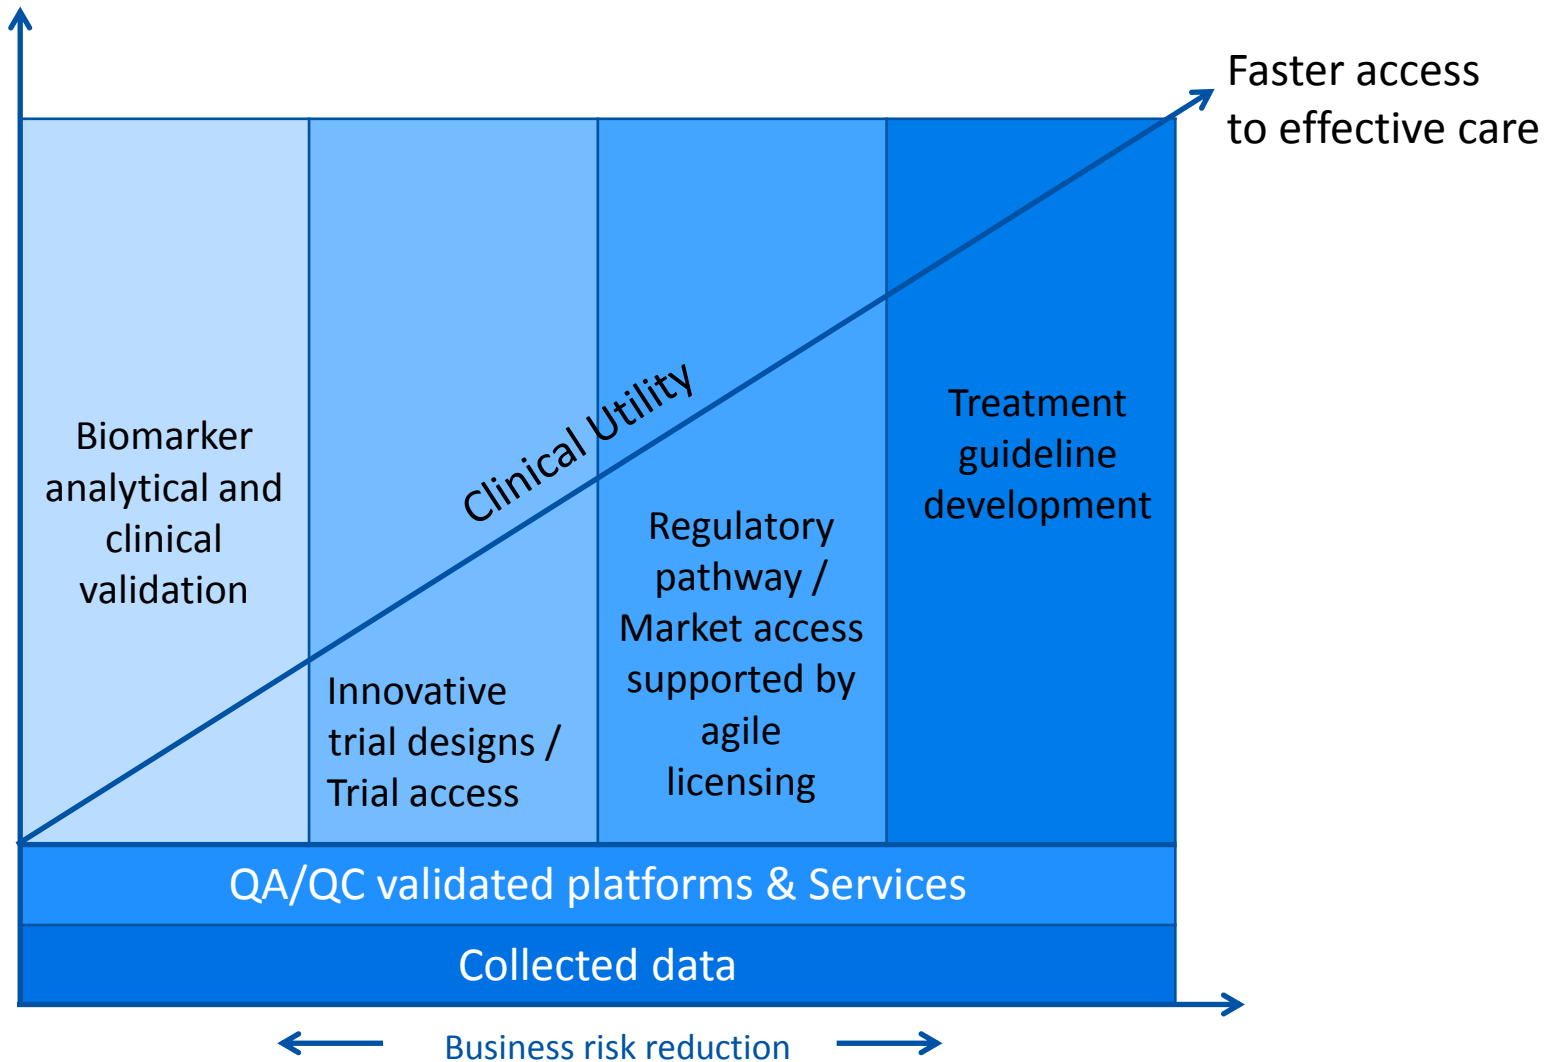 Faster access
to effective care
Clinical Utility
Biomarker
analytical and
clinical
validation
Innovative
trial designs /
Trial access
Regulatory
pathway /
Market access
supported by
agile
licensing
Treatment
guideline
development
QA/QC validated platforms & Services
Collected data
Business risk reduction